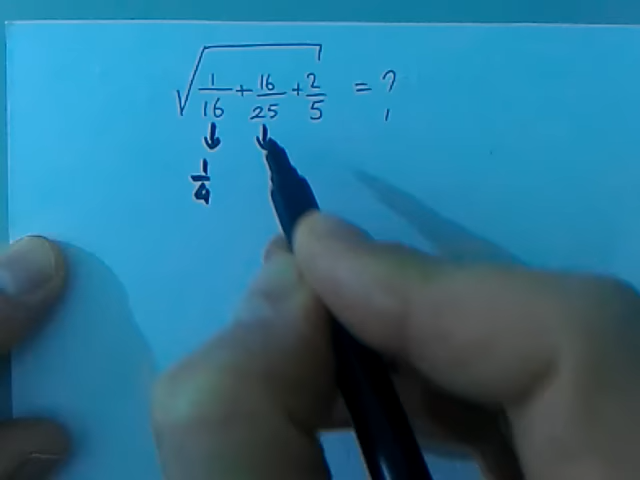 √(1/16 + 16/25 + 2/5) = ?
↓ ↓
1/4